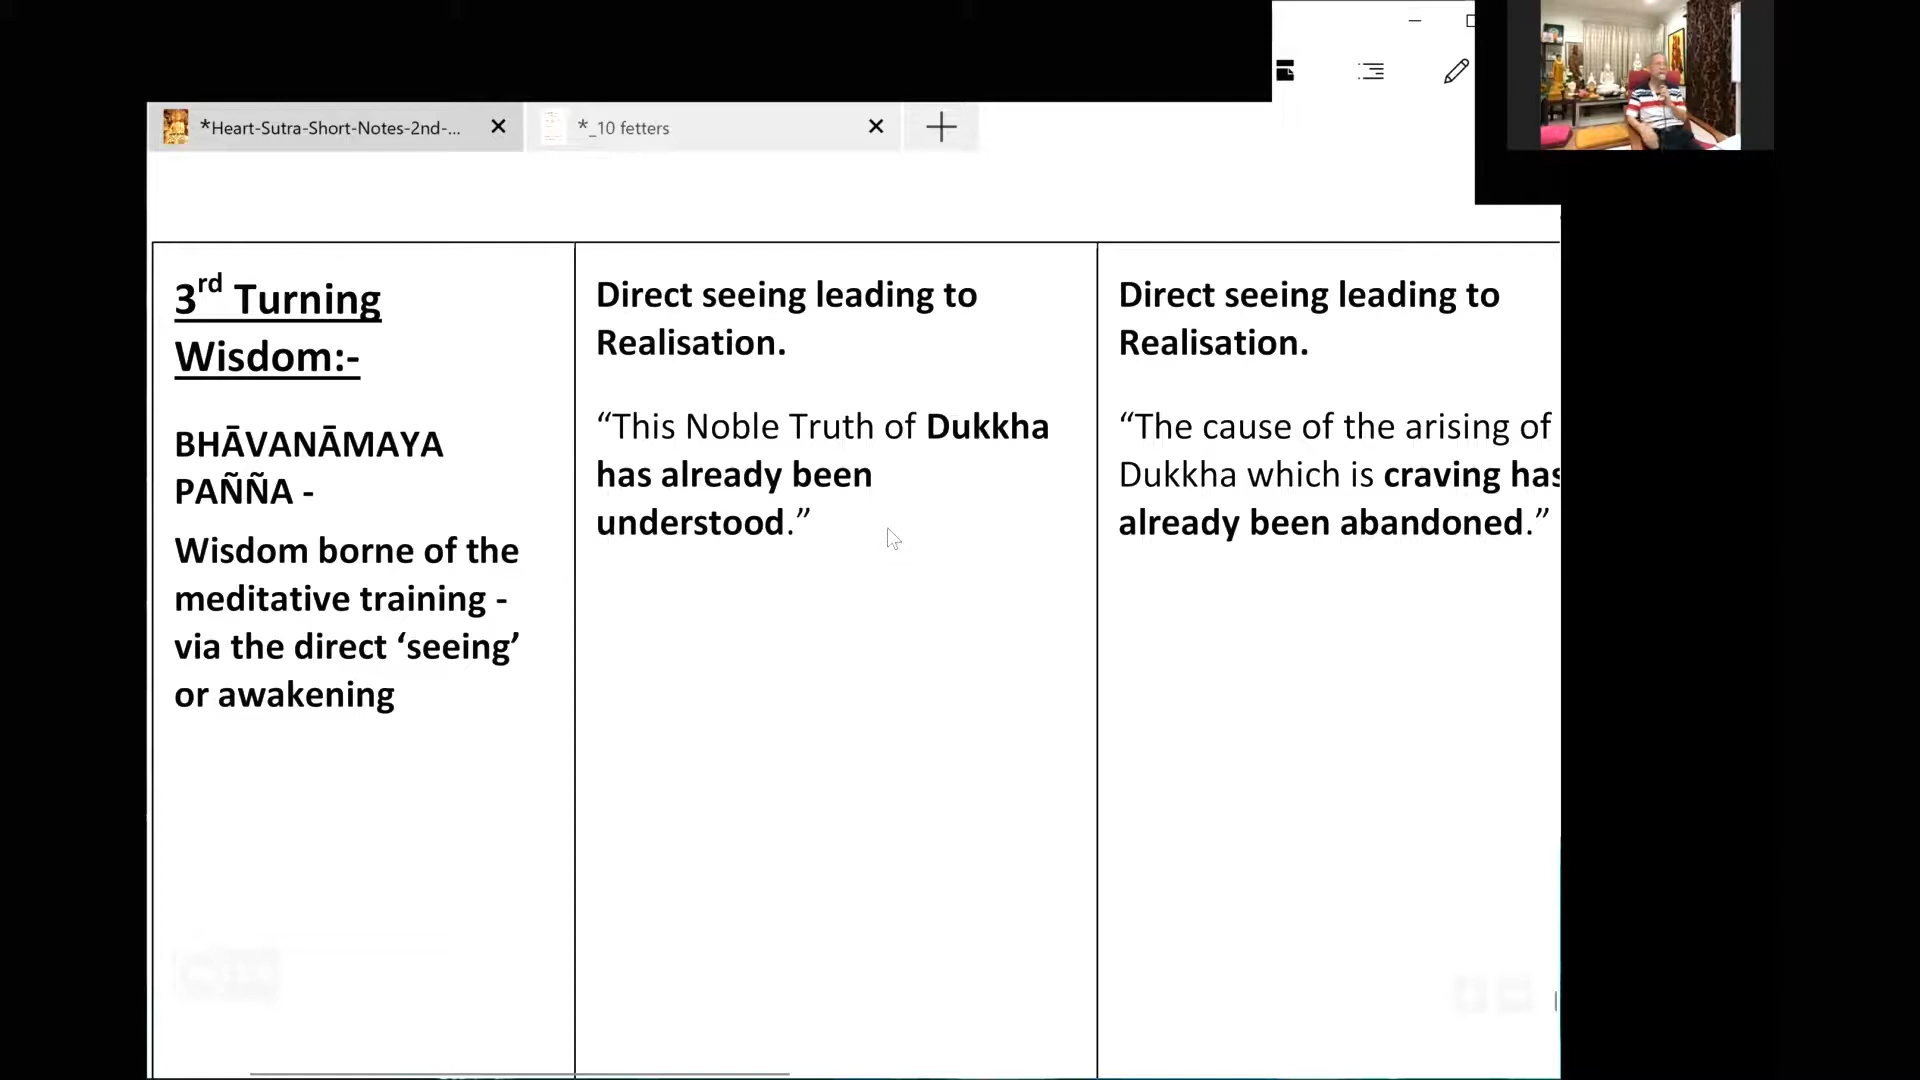 *Heart-Sutra-Short-Notes-2nd-...
*_10 fetters
3rd Turning
Wisdom:-
BHĀVANĀMAYA
PAÑÑA -
Wisdom borne of the
meditative training -
via the direct ‘seeing’
or awakening
Direct seeing leading to
Realisation.
“This Noble Truth of Dukkha
has already been
understood.”
Direct seeing leading to
Realisation.
“The cause of the arising of
Dukkha which is craving has
already been abandoned.”